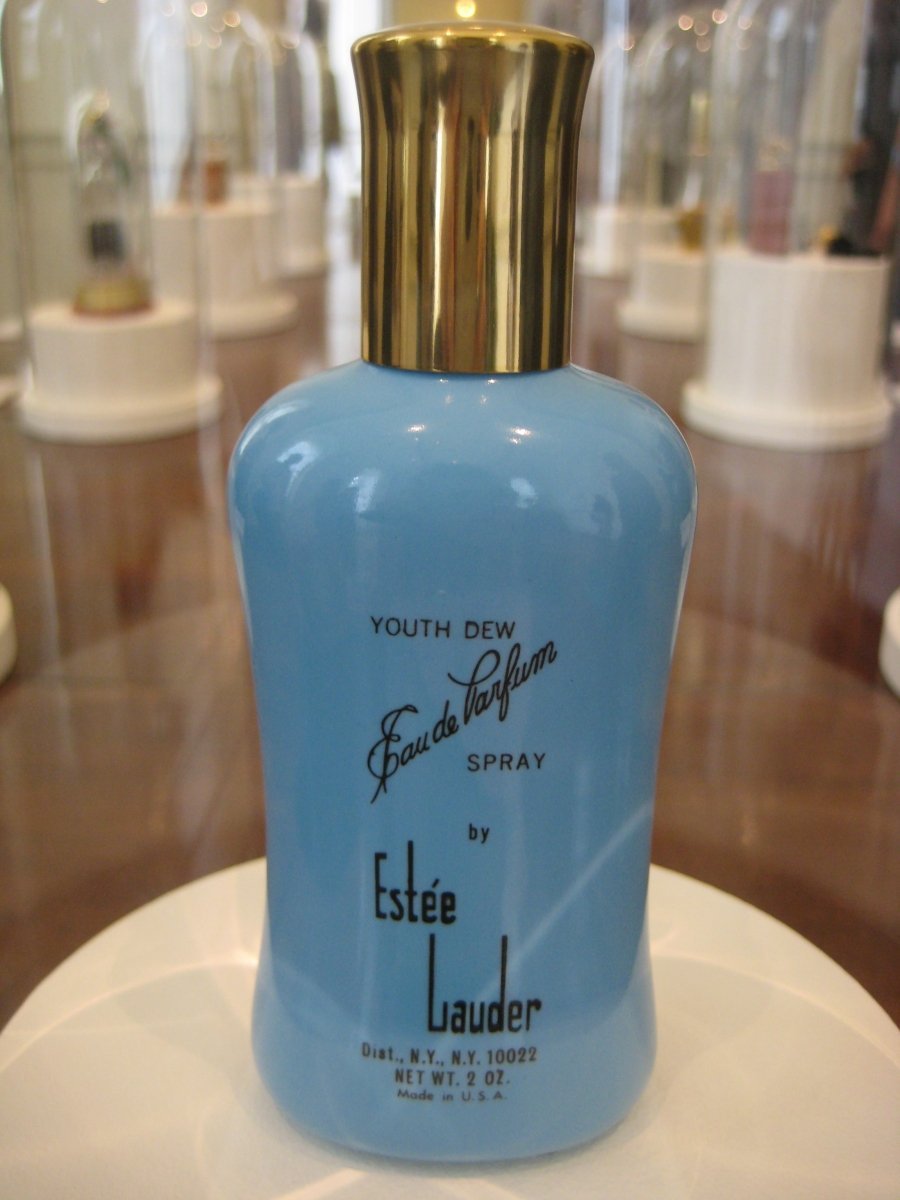 YOUTH DEW
Eau de Parfum
SPRAY
by
Estée
Lauder
Dist., N.Y., N.Y. 10022
NET WT. 2 OZ.
Made in U.S.A.